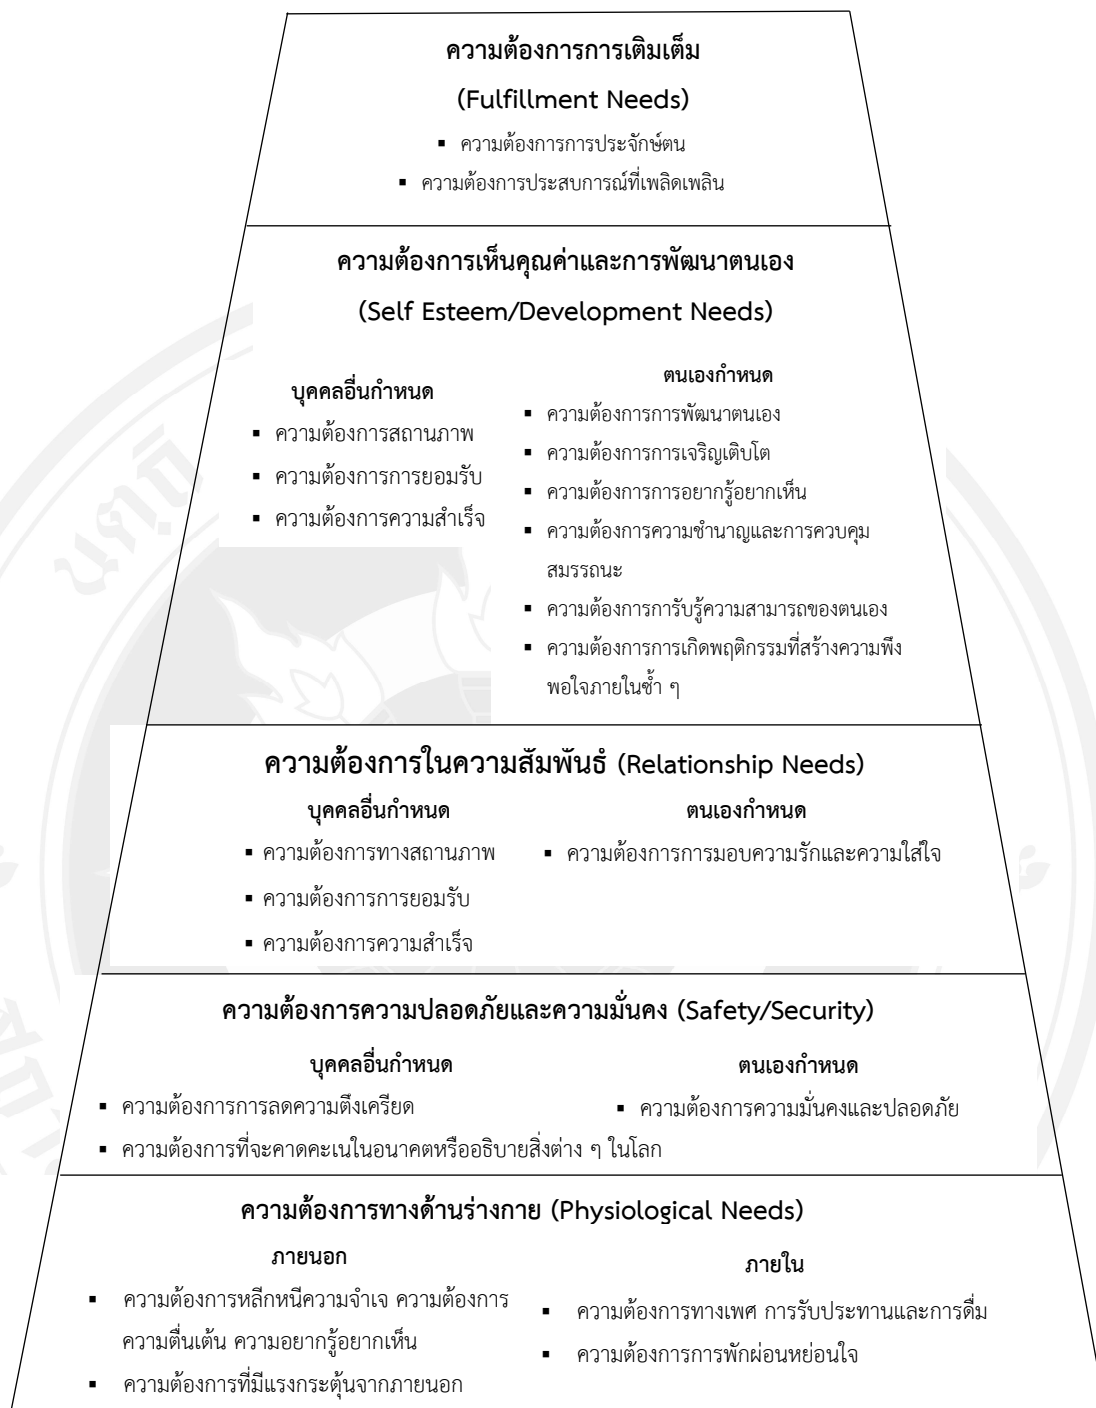 ความต้องการการเติมเต็ม
(Fulfillment Needs)
▪ ความต้องการการประจักษ์ตน
▪ ความต้องการประสบการณ์ที่เพลิดเพลิน
ความต้องการเห็นคุณค่าและการพัฒนาตนเอง
(Self Esteem/Development Needs)
บุคคลอื่นกำหนด
▪ ความต้องการสถานภาพ
▪ ความต้องการการยอมรับ
▪ ความต้องการความสำเร็จ
ตนเองกำหนด
▪ ความต้องการการพัฒนาตนเอง
▪ ความต้องการการเจริญเติบโต
▪ ความต้องการการอยากรู้อยากเห็น
▪ ความต้องการความชำนาญและการควบคุม
สมรรถนะ
▪ ความต้องการการับรู้ความสามารถของตนเอง
▪ ความต้องการการเกิดพฤติกรรมที่สร้างความพึง
พอใจภายในซ้ำ ๆ
ความต้องการในความสัมพันธ์ (Relationship Needs)
บุคคลอื่นกำหนด
▪ ความต้องการทางสถานภาพ
▪ ความต้องการการยอมรับ
▪ ความต้องการความสำเร็จ
ตนเองกำหนด
▪ ความต้องการการมอบความรักและความใส่ใจ
ความต้องการความปลอดภัยและความมั่นคง (Safety/Security)
บุคคลอื่นกำหนด
▪ ความต้องการการลดความตึงเครียด
▪ ความต้องการที่จะคาดคะเนในอนาคตหรืออธิบายสิ่งต่าง ๆ ในโลก
ตนเองกำหนด
▪ ความต้องการความมั่นคงและปลอดภัย
ความต้องการทางด้านร่างกาย (Physiological Needs)
ภายนอก
▪ ความต้องการหลีกหนีความจำเจ ความต้องการ
ความตื่นเต้น ความอยากรู้อยากเห็น
▪ ความต้องการที่มีแรงกระตุ้นจากภายนอก
ภายใน
▪ ความต้องการทางเพศ การรับประทานและการดื่ม
▪ ความต้องการการพักผ่อนหย่อนใจ